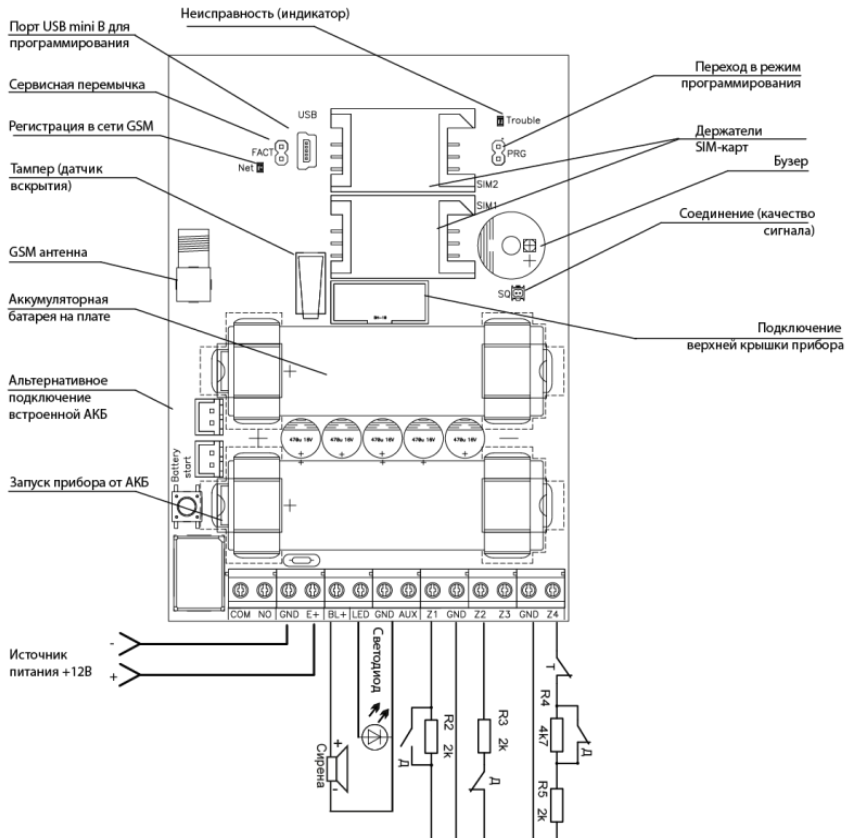 Неисправность (индикатор)
Порт USB mini B для
программирования
Сервисная перемычка
Регистрация в сети GSM
Тампер (датчик
вскрытия)
GSM антенна
Аккумуляторная
батарея на плате
Альтернативное
подключение
встроенной АКБ
Запуск прибора от АКБ
Источник
питания +12В
Переход в режим
программирования
Держатели
SIM-карт
Бузер
Соединение (качество
сигнала)
Подключение
верхней крышки прибора
USB
FACT
Net
Trouble
PRG
SIM2
SIM1
SQ
+
+
470u 16V
470u 16V
470u 16V
470u 16V
470u 16V
Battery
start
+
COM NO GND E+ BL+ LED GND AUX Z1 GND Z2 Z3 GND Z4
-
+
Светодиод
+
Сирена
-
Д
R2 2k
R3 2k
Д
Т
R4 4k7
Д
R5 2k